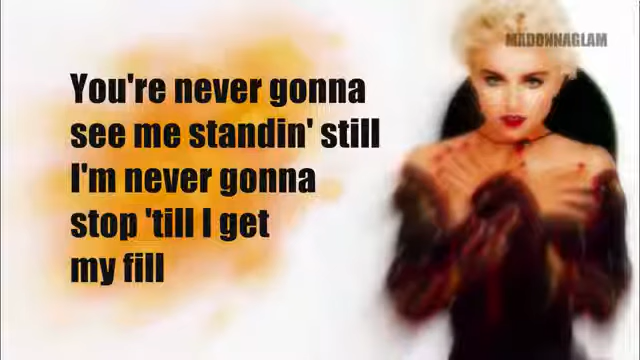 MADONNAGLAM
You're never gonna
see me standin' still
I'm never gonna
stop 'till I get
my fill